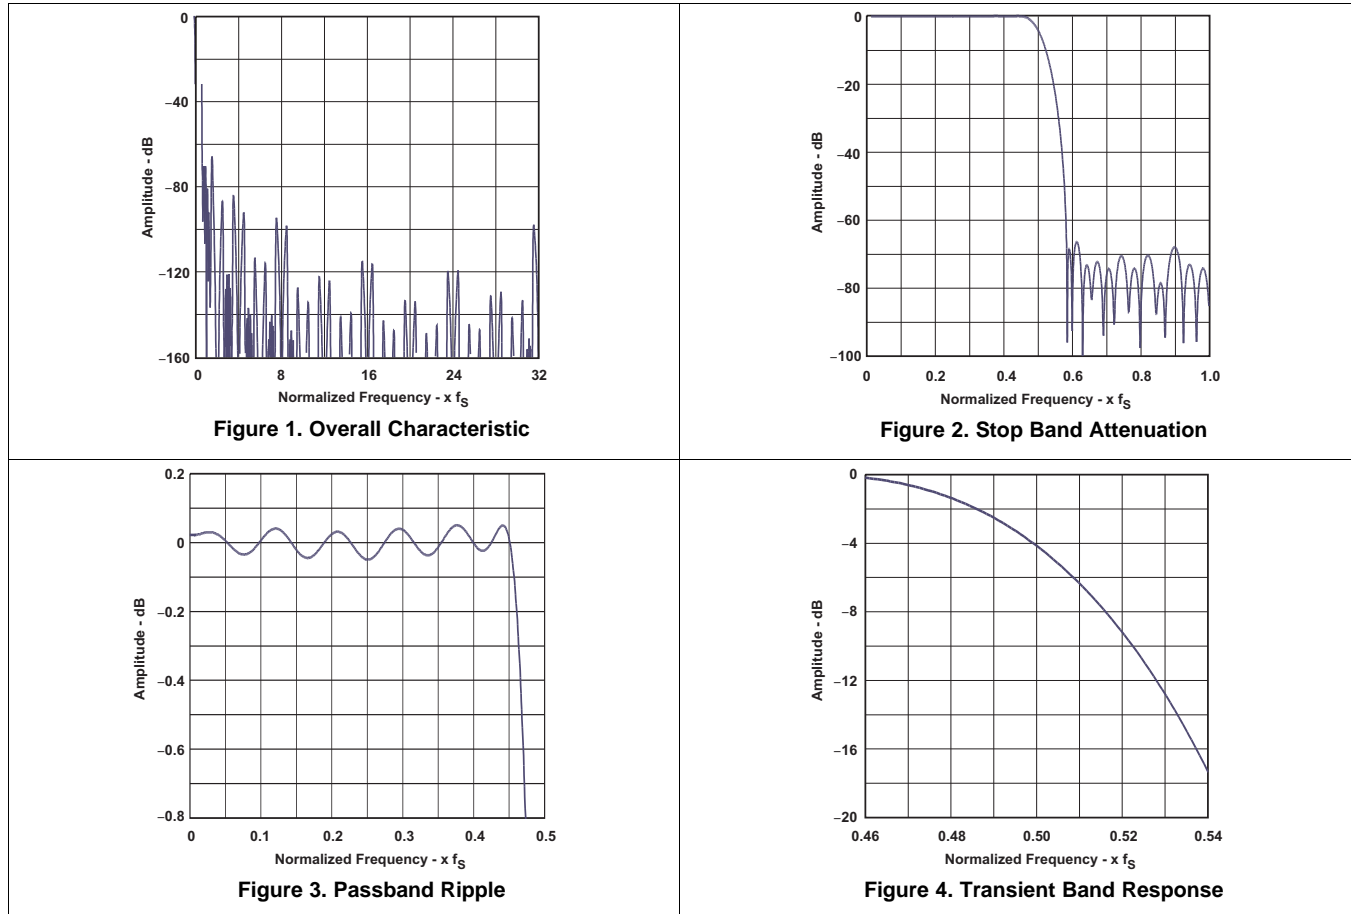 0
–40
–80
–120
–160
Amplitude - dB
0 8 16 24 32
Normalized Frequency - x fS
Figure 1. Overall Characteristic
0
–20
–40
–60
–80
–100
Amplitude - dB
0 0.2 0.4 0.6 0.8 1.0
Normalized Frequency - x fS
Figure 2. Stop Band Attenuation
0.2
0
–0.2
–0.4
–0.6
–0.8
Amplitude - dB
0 0.1 0.2 0.3 0.4 0.5
Normalized Frequency - x fS
Figure 3. Passband Ripple
0
–4
–8
–12
–16
–20
Amplitude - dB
0.46 0.48 0.50 0.52 0.54
Normalized Frequency - x fS
Figure 4. Transient Band Response